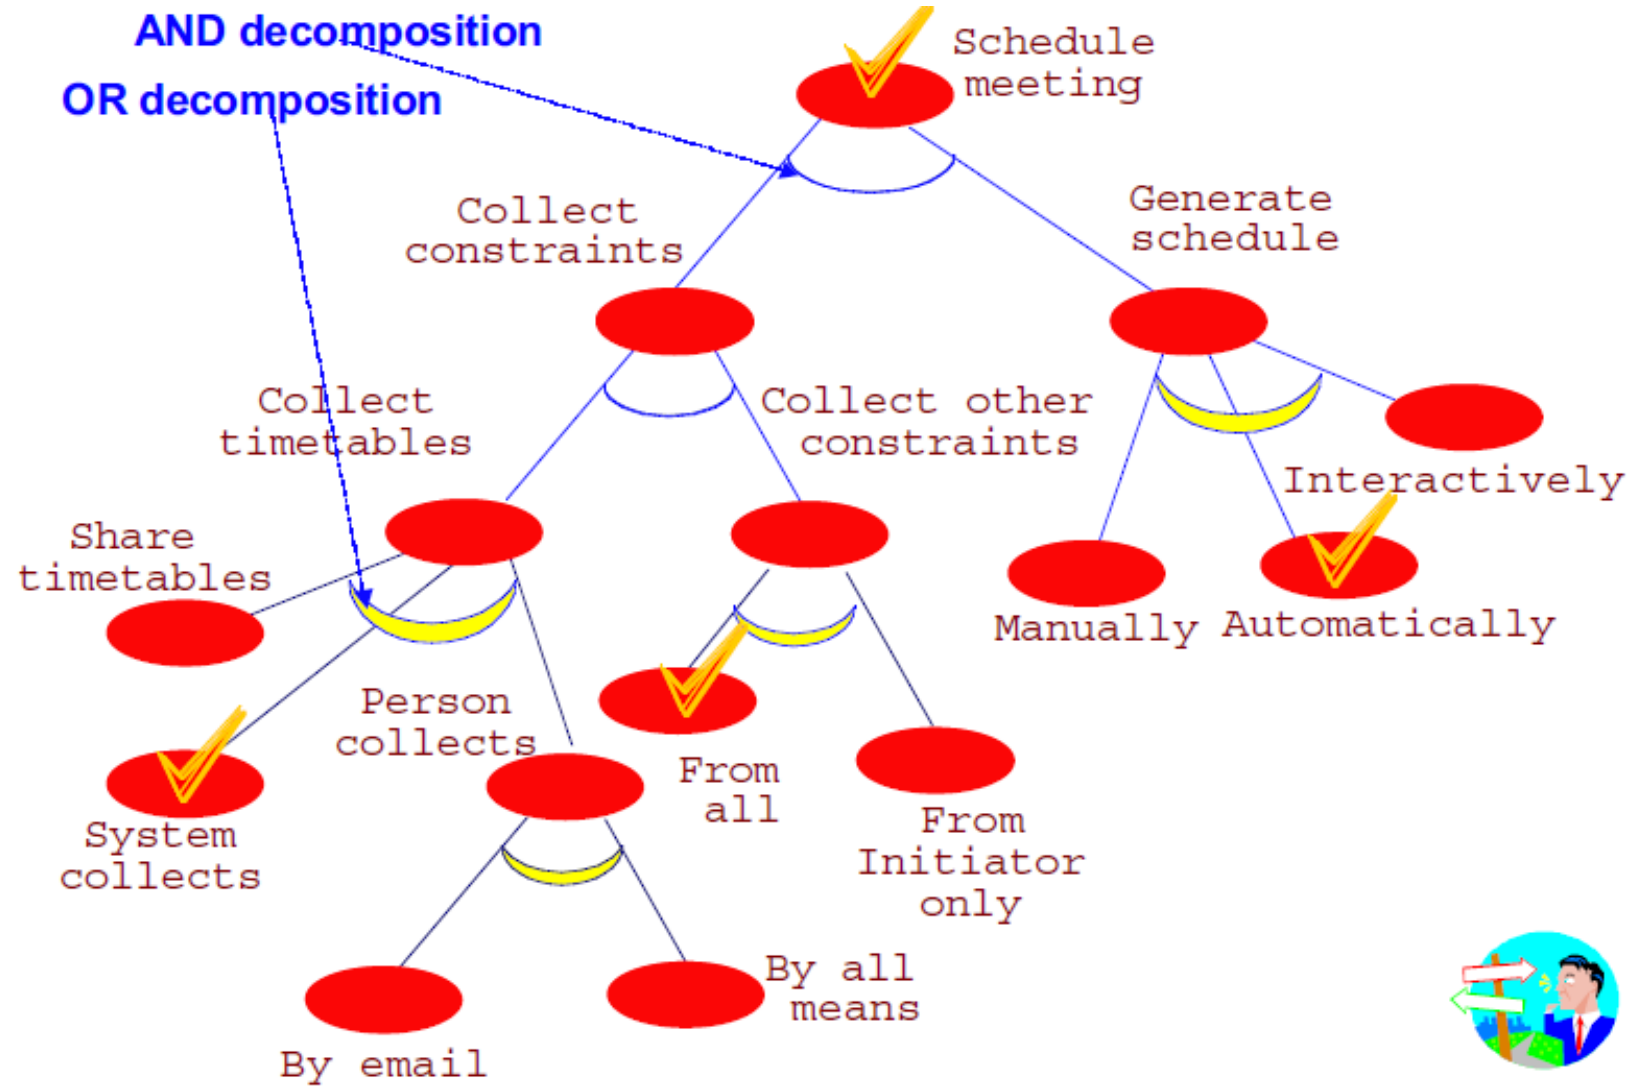 AND decomposition
OR decomposition
Schedule
meeting
Collect
constraints
Generate
schedule
Collect
timetables
Collect other
constraints
Interactively
Share
timetables
Manually
Automatically
Person
collects
From
all
System
collects
From
Initiator
only
By all
means
By email